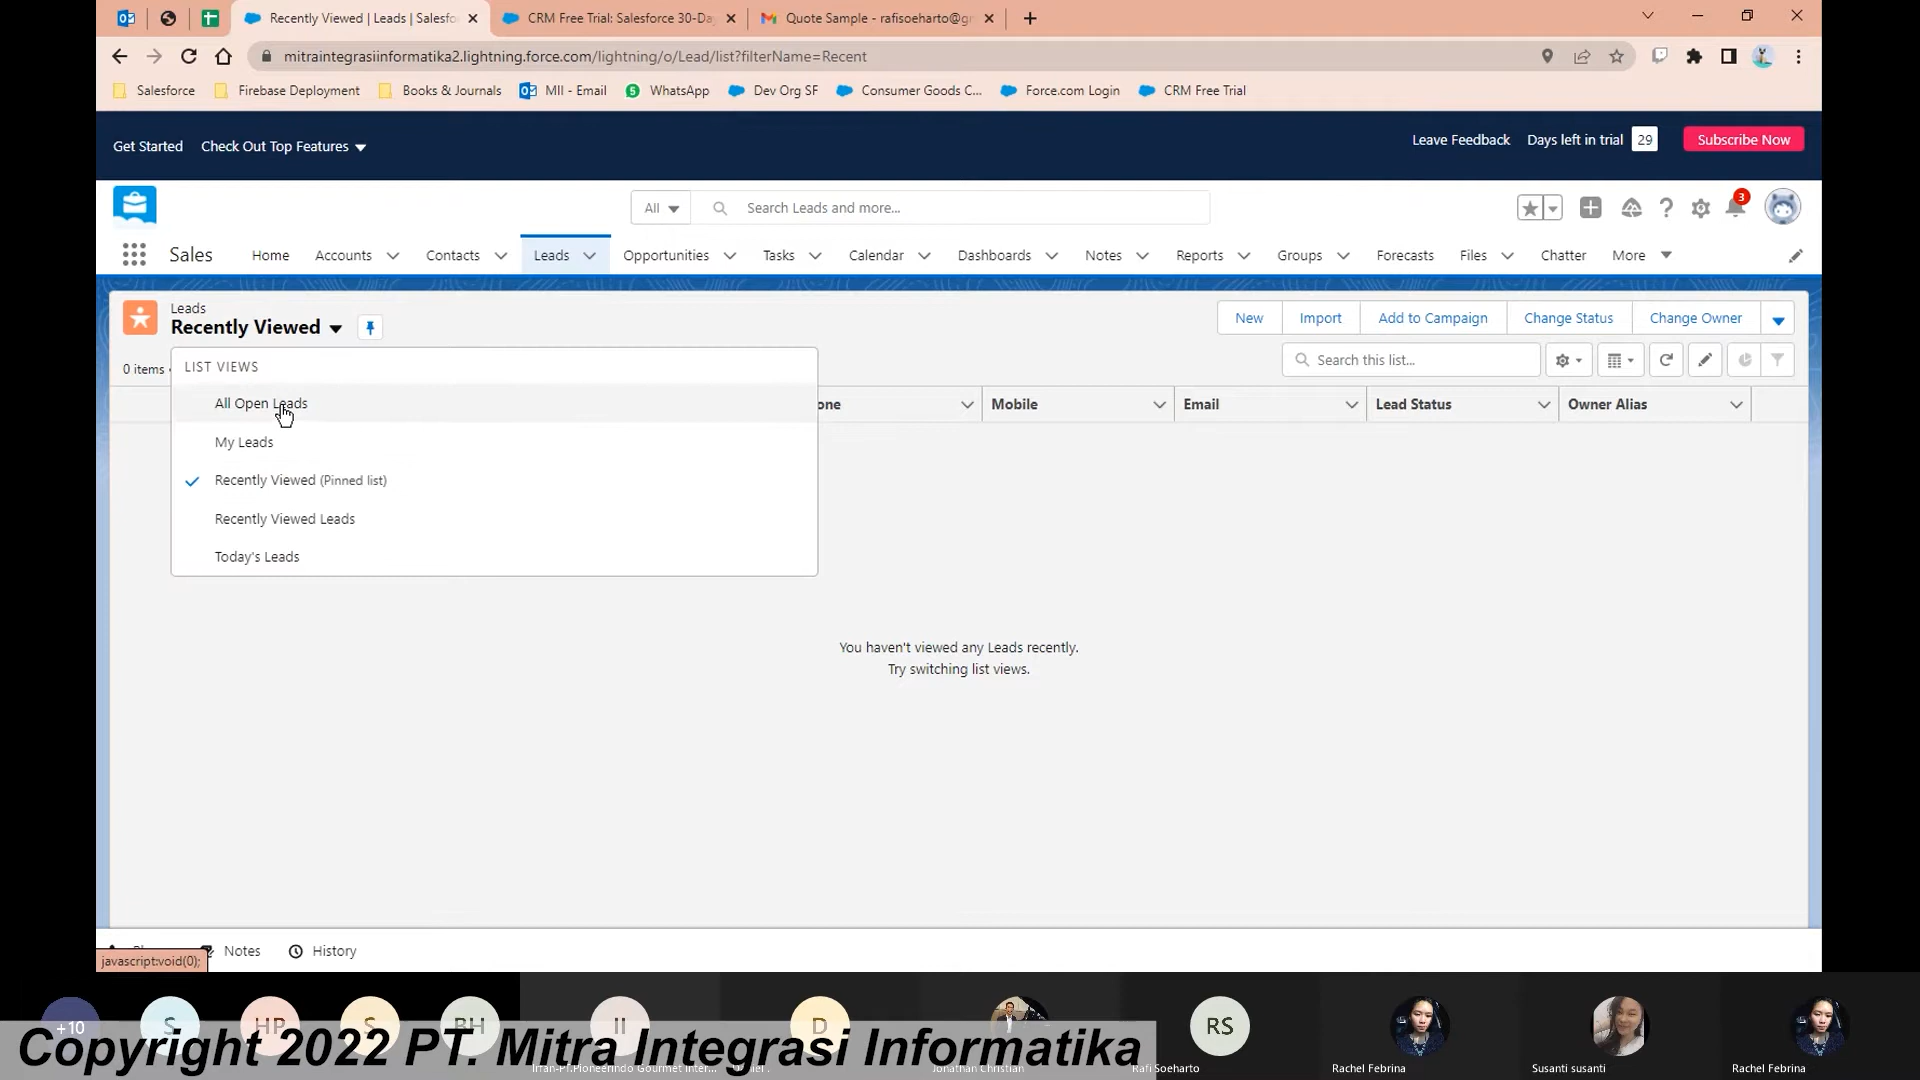 Recently Viewed | Leads | Salesfo
CRM Free Trial: Salesforce 30-Da
Quote Sample - rafisoeharto@g
mitraintegrasiinformatika2.lightning.force.com/lightning/o/Lead/list?filterName=Recent
Salesforce
Firebase Deployment
Books & Journals
MII - Email
WhatsApp
Dev Org SF
Consumer Goods C...
Force.com Login
CRM Free Trial
Get Started
Check Out Top Features
Leave Feedback
Days left in trial
29
Subscribe Now
All
Search Leads and more...
3
Sales
Home
Accounts
Contacts
Leads
Opportunities
Tasks
Calendar
Dashboards
Notes
Reports
Groups
Forecasts
Files
Chatter
More
Leads
Recently Viewed
New
Import
Add to Campaign
Change Status
Change Owner
0 items
Search this list...
LIST VIEWS
All Open Leads
My Leads
Recently Viewed (Pinned list)
Recently Viewed Leads
Today's Leads
one
Mobile
Email
Lead Status
Owner Alias
You haven't viewed any Leads recently.
Try switching list views.
Notes
History
javascript:void(0);
+10
S
HP
S
BH
II
D
RS
Copyright 2022 PT. Mitra Integrasi Informatika
Jonathan Christian
Rafi Soeharto
Rachel Febrina
Susanti susanti
Rachel Febrina